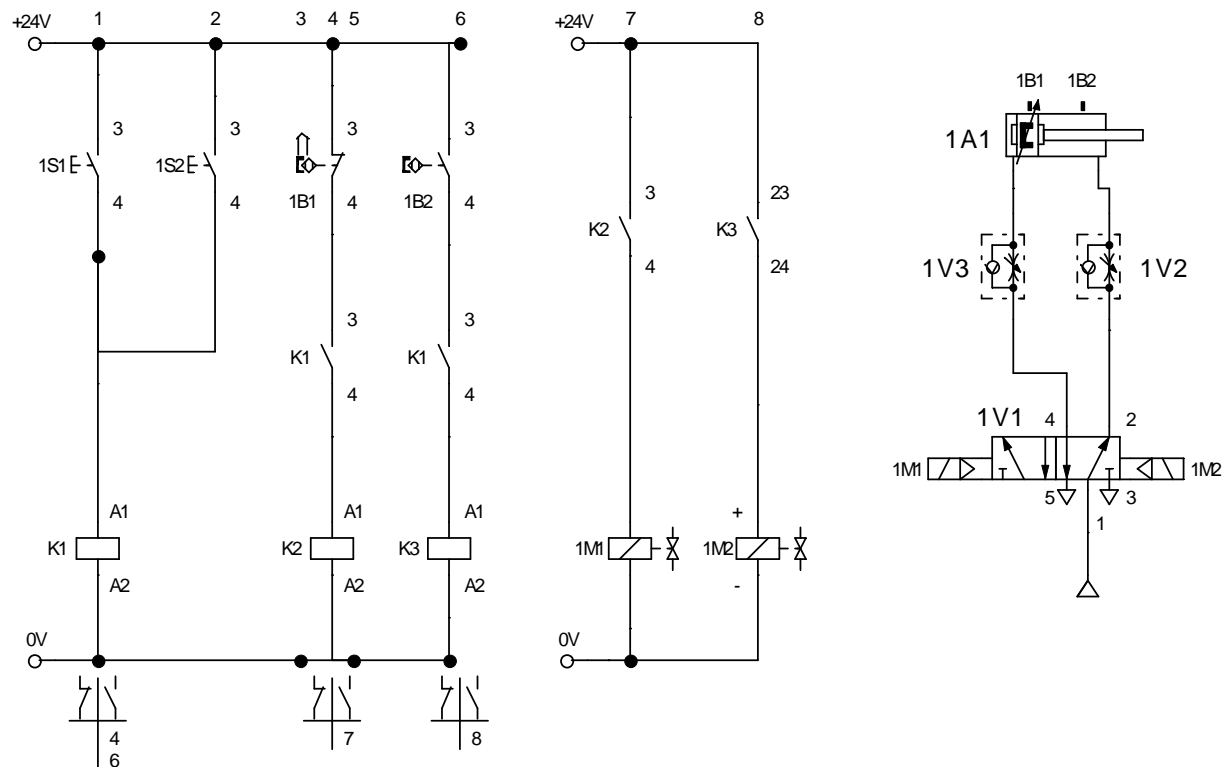 +24V 1 2 3 4 5 6
3 3 3 3
1S1 1S2
4 4 1B1 4 1B2 4
3 3
K1 K1
4 4
A1 A1 A1
K1 K2 K3
A2 A2 A2
0V
4 7 8
6
+24V 7 8
3 23
K2 K3
4 24
+
1M1 1M2
-
0V
1B1 1B2
1A1
1V3 1V2
1V1 4 2
1M1 1M2
5 3
1